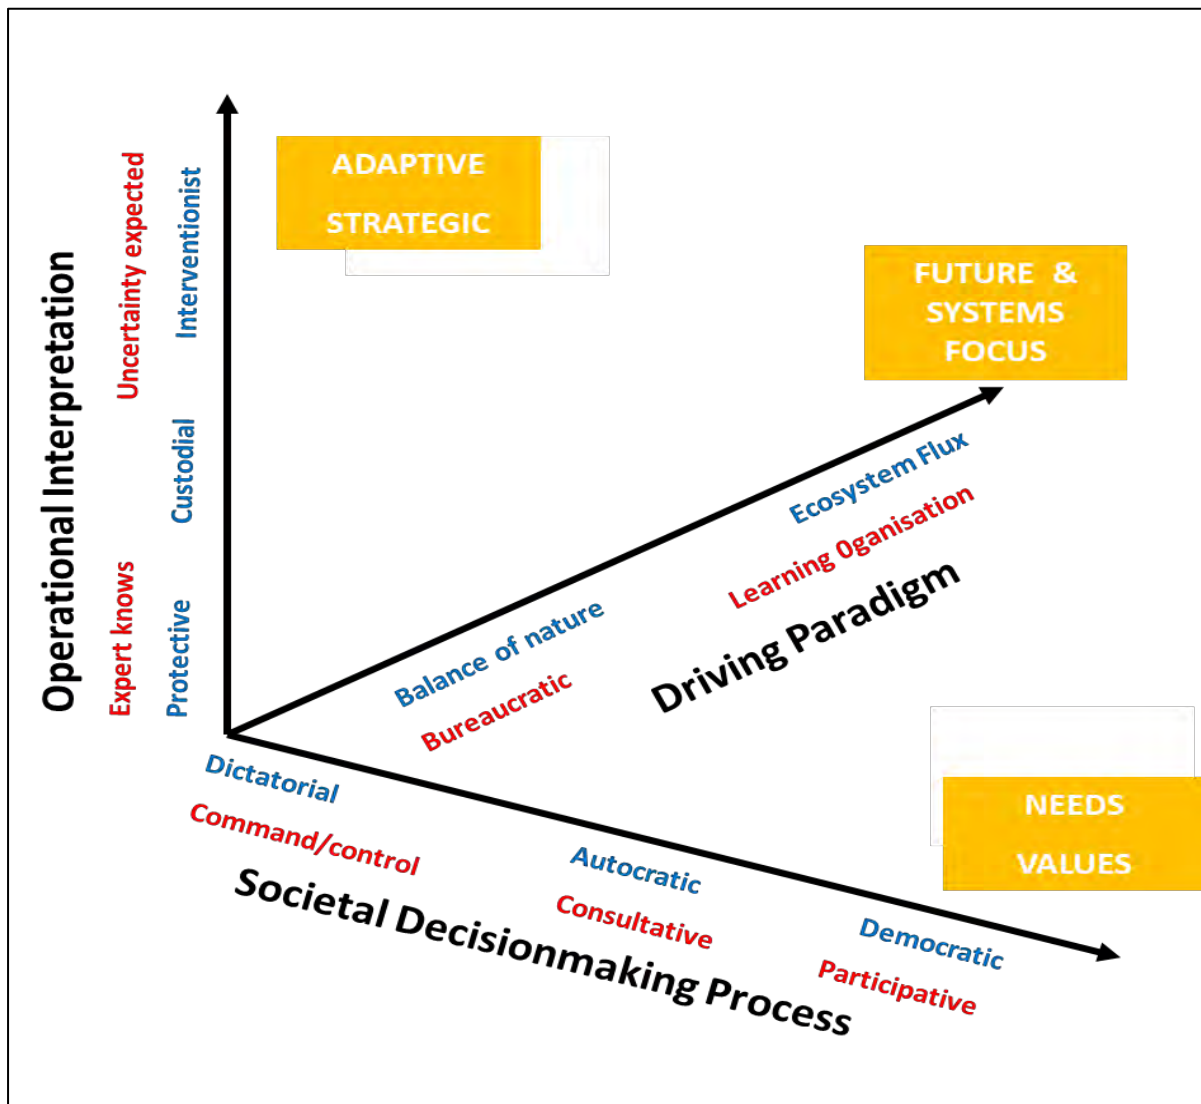 ADAPTIVE
STRATEGIC
FUTURE &
SYSTEMS
FOCUS
Operational Interpretation
Uncertainty expected
Expert knows
Interventionist
Custodial
Protective
Ecosystem Flux
Learning 0ganisation
Balance of nature
Bureaucratic
Driving Paradigm
NEEDS
VALUES
Dictatorial
Command/control
Autocratic
Consultative
Democratic
Participative
Societal Decisionmaking Process